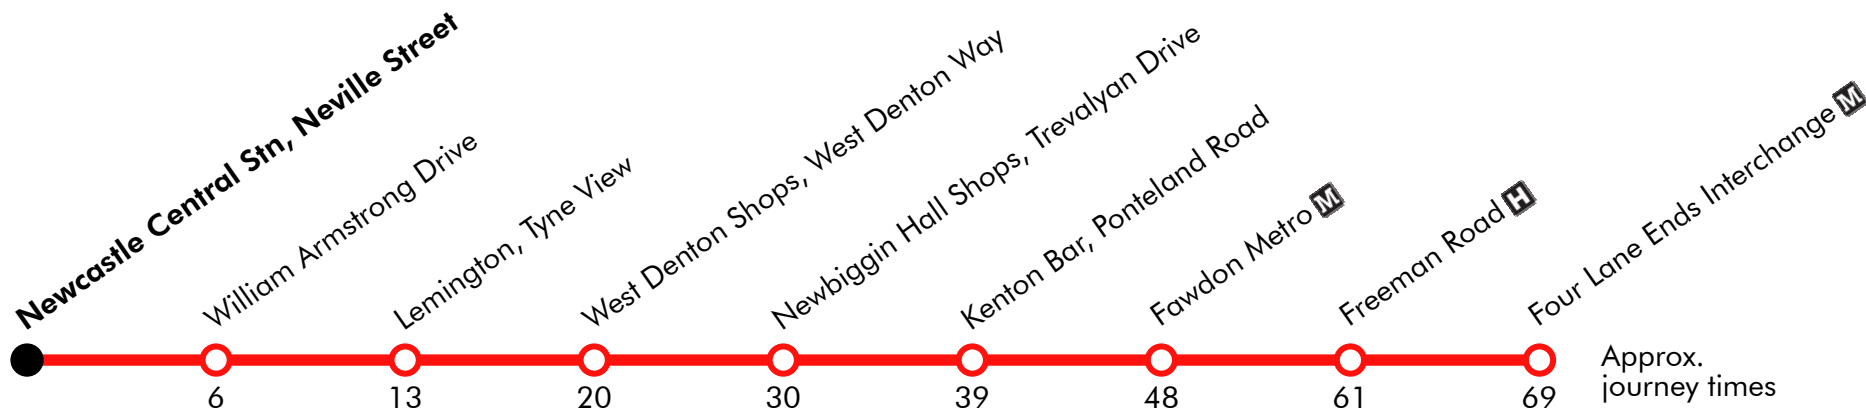 Newcastle Central Stn, Neville Street
William Armstrong Drive
Lemington, Tyne View
West Denton Shops, West Denton Way
Newbiggin Hall Shops, Trevalyan Drive
Kenton Bar, Ponteland Road
Fawdon Metro M
Freeman Road H
Four Lane Ends Interchange M
6 13 20 30 39 48 61 69
Approx.
journey times